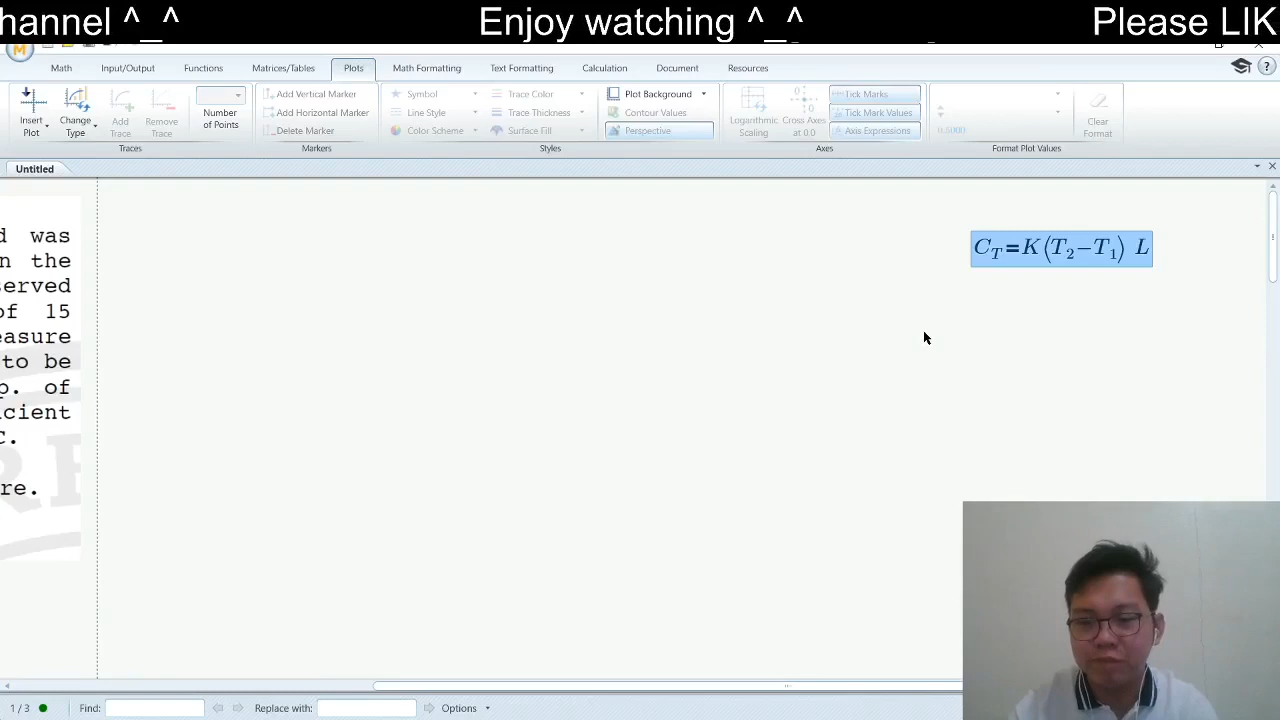 hannel ^_^ Enjoy watching ^_^ Please LIK
Math Input/Output Functions Matrices/Tables Plots Math Formatting Text Formatting Calculation Document Resources
Insert Plot Change Type Add Trace Remove Trace Number of Points
Traces
Add Vertical Marker
Add Horizontal Marker
Delete Marker
Markers
Symbol Trace Color Plot Background
Line Style Trace Thickness Contour Values
Color Scheme Surface Fill Perspective
Styles
Logarithmic Scaling Cross Axes at 0.0
Tick Marks
Tick Mark Values
Axis Expressions
Axes
0.5000
Clear Format
Format Plot Values
Untitled
d was
n the
served
of 15
easure
to be
p. of
icient
C.
re.
C_T=K(T_2−T_1) L
1 / 3 Find: Replace with: Options